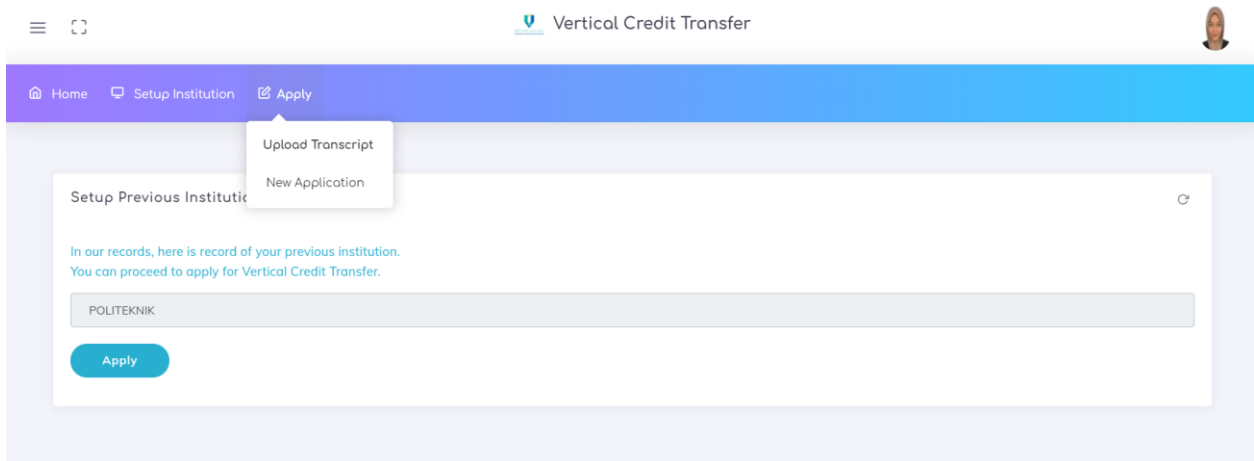 Vertical Credit Transfer
Home Setup Institution Apply
Upload Transcript
New Application
Setup Previous
In our records, here is record of your previous institution.
You can proceed to apply for Vertical Credit Transfer.
POLITEKNIK
Apply